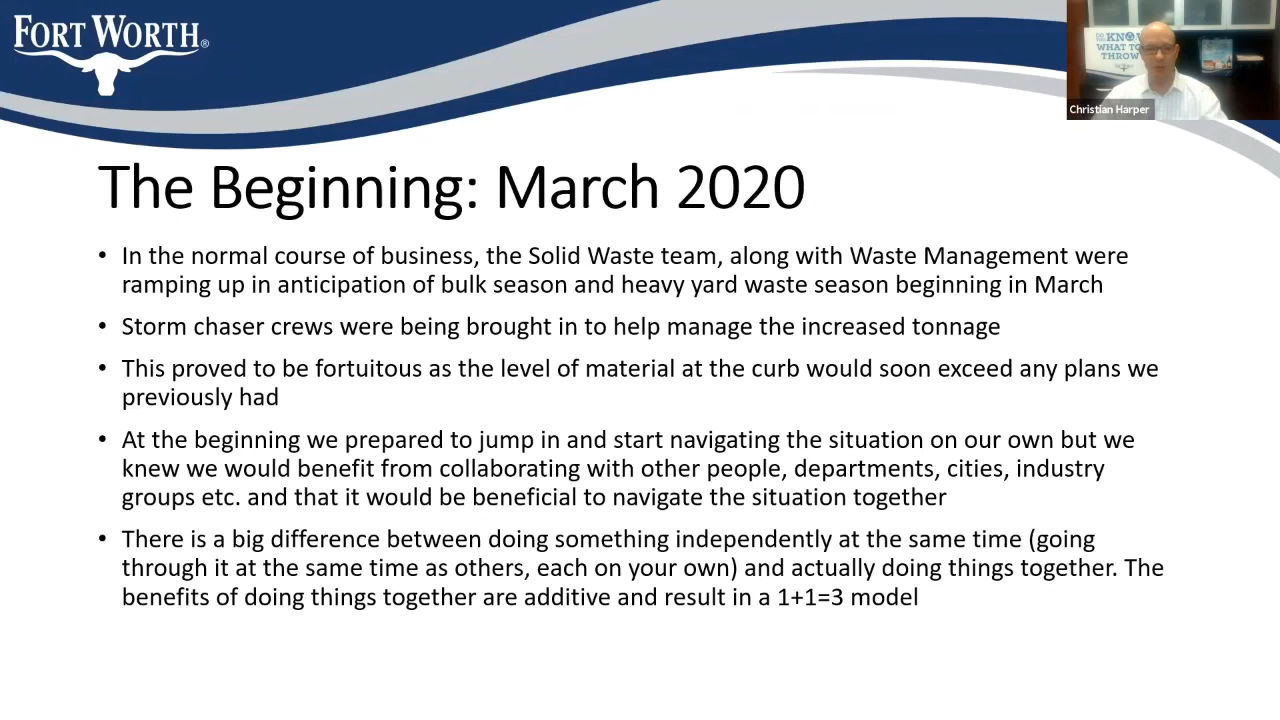 FORT WORTH®
KNOW
WHAT TO
THROW
Christian Harper
The Beginning: March 2020
• In the normal course of business, the Solid Waste team, along with Waste Management were
ramping up in anticipation of bulk season and heavy yard waste season beginning in March
• Storm chaser crews were being brought in to help manage the increased tonnage
• This proved to be fortuitous as the level of material at the curb would soon exceed any plans we
previously had
• At the beginning we prepared to jump in and start navigating the situation on our own but we
knew we would benefit from collaborating with other people, departments, cities, industry
groups etc. and that it would be beneficial to navigate the situation together
• There is a big difference between doing something independently at the same time (going
through it at the same time as others, each on your own) and actually doing things together. The
benefits of doing things together are additive and result in a 1+1=3 model